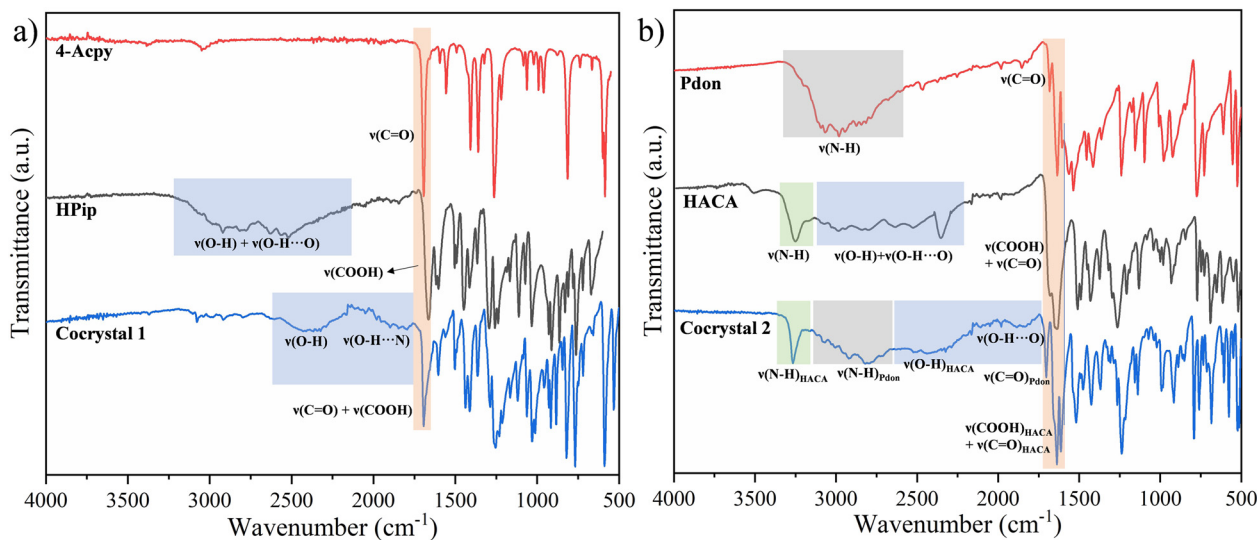 a)
4-Acpy
ν(C=O)
HPip
ν(O-H) + ν(O-H···O)
ν(COOH)
Cocrystal 1
ν(O-H)
ν(O-H···N)
ν(C=O) + ν(COOH)
Transmittance (a.u.)
4000 3500 3000 2500 2000 1500 1000 500
Wavenumber (cm⁻¹)
b)
Pdon
ν(N-H)
ν(C=O)
HACA
ν(N-H)
ν(O-H)+ν(O-H···O)
ν(COOH)
+ ν(C=O)
Cocrystal 2
ν(N-H)HACA
ν(N-H)Pdon
ν(O-H)HACA
ν(O-H···O)
ν(C=O)Pdon
ν(COOH)HACA
+ ν(C=O)HACA
Transmittance (a.u.)
4000 3500 3000 2500 2000 1500 1000 500
Wavenumber (cm⁻¹)